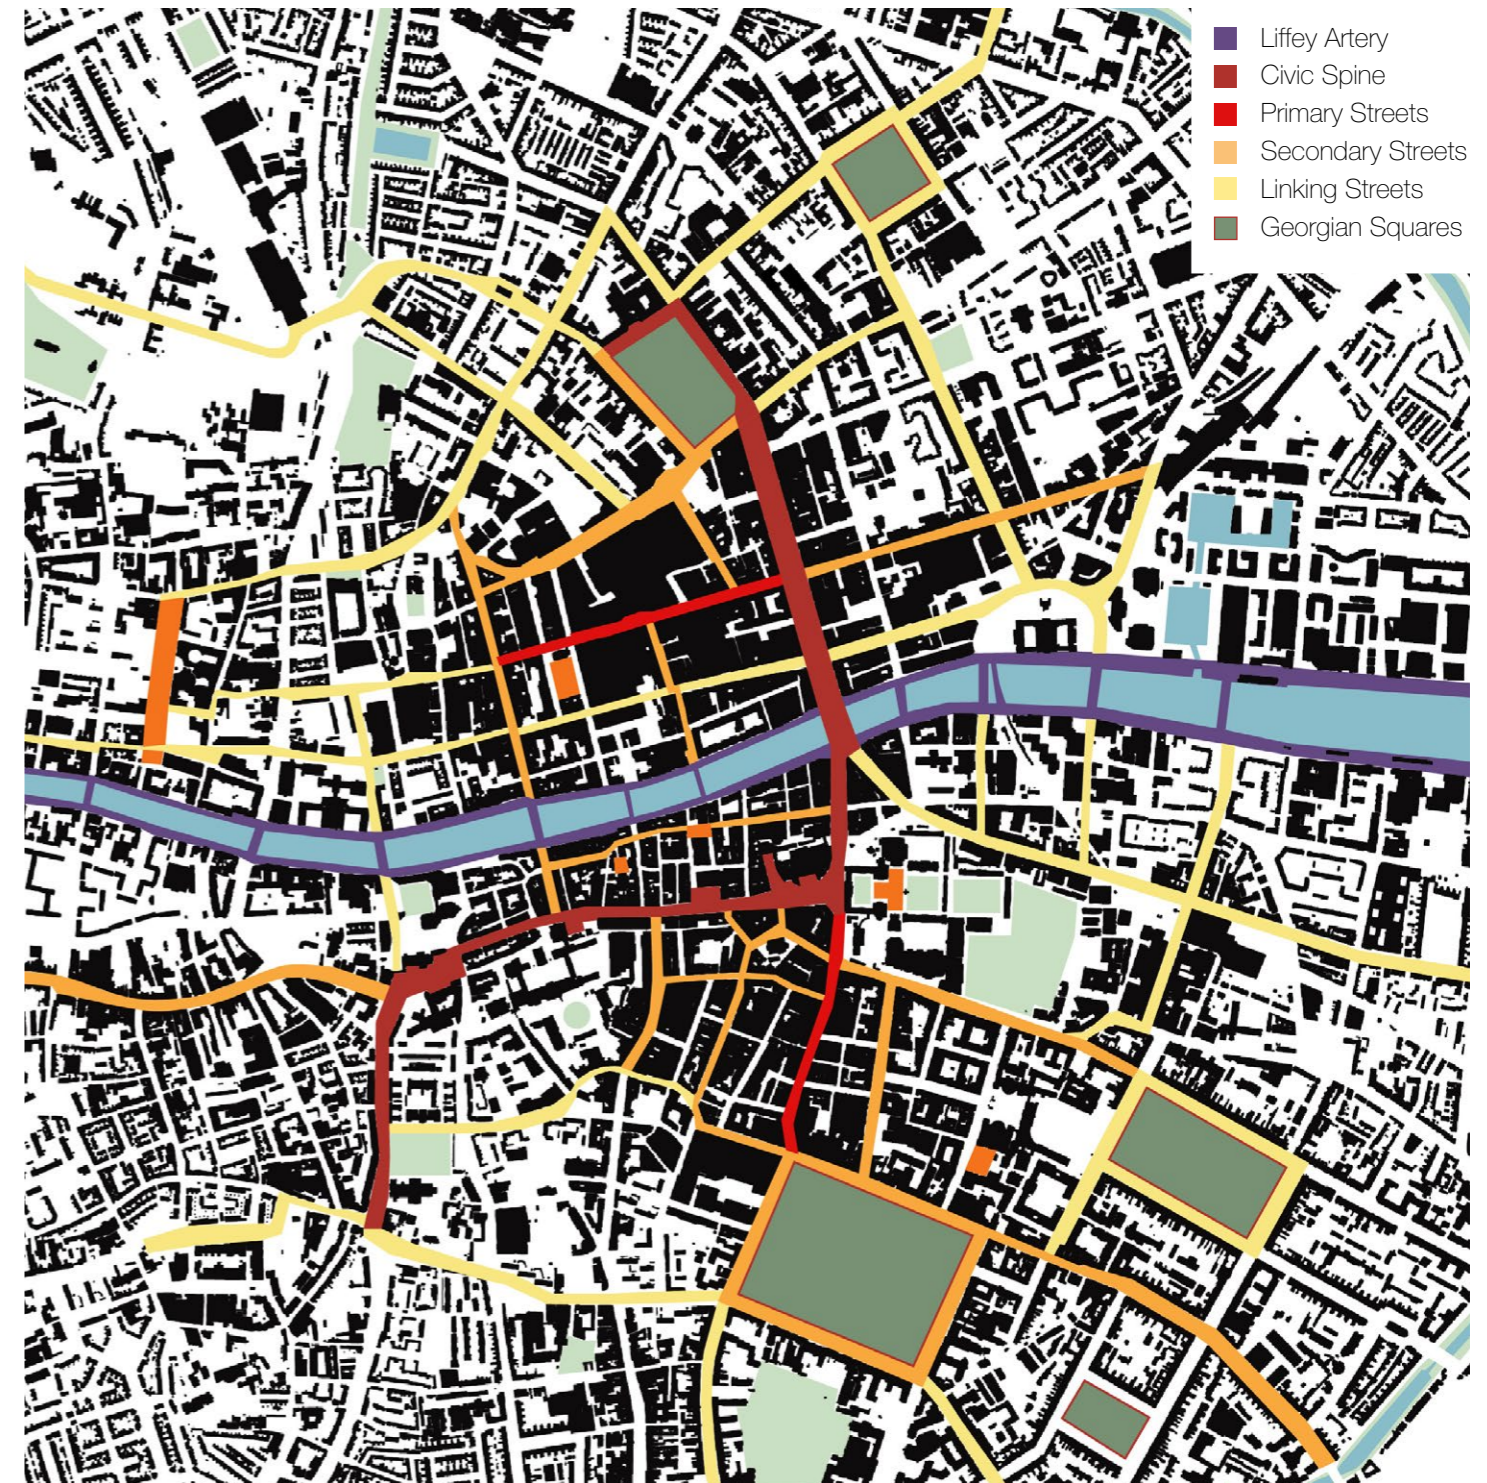 Liffey Artery
Civic Spine
Primary Streets
Secondary Streets
Linking Streets
Georgian Squares